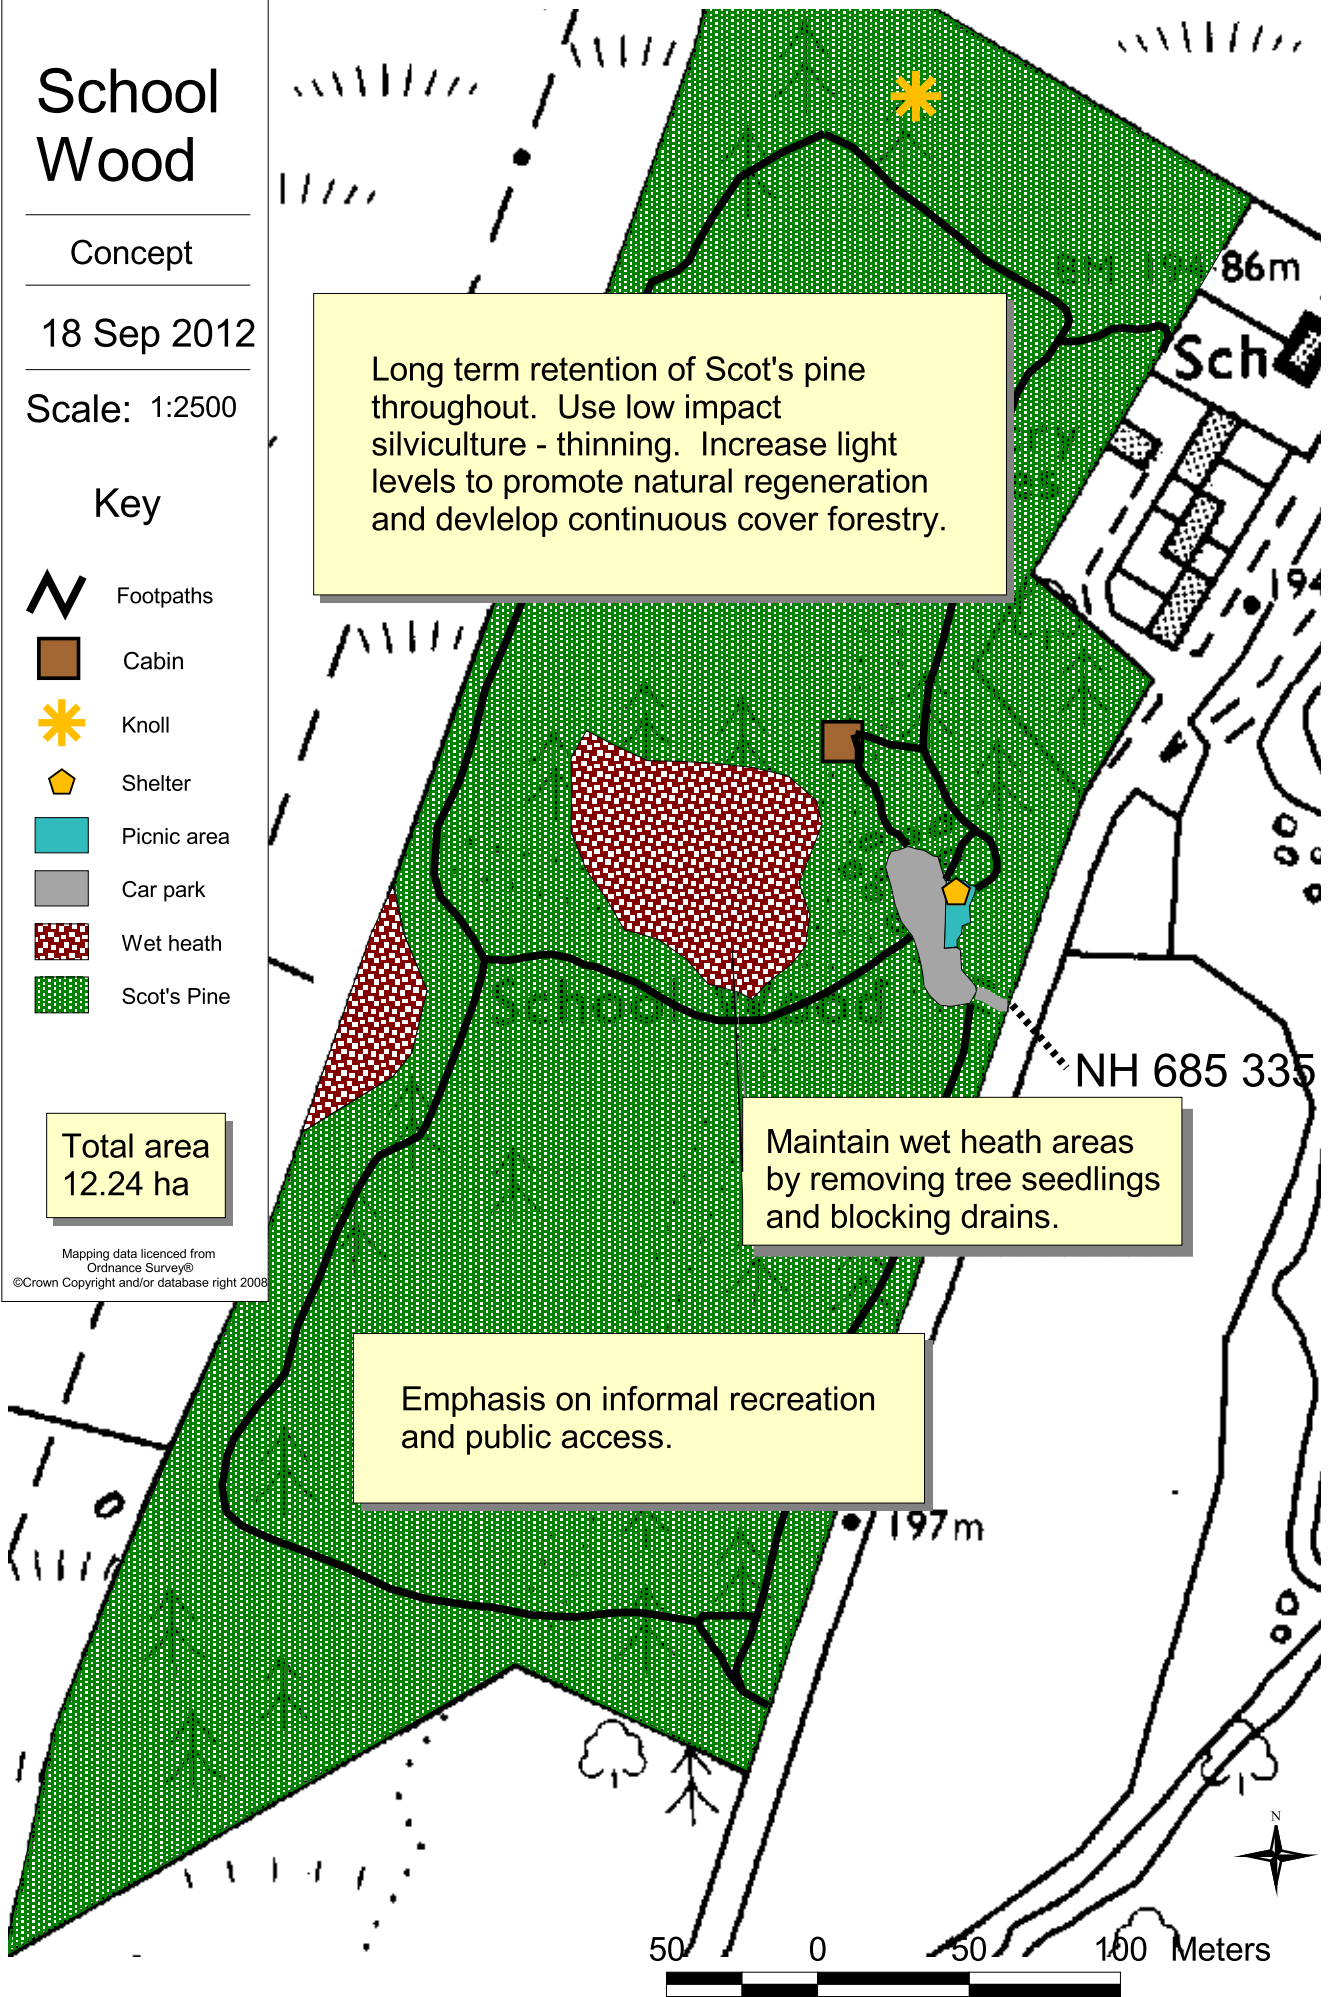 School
Wood
Concept
18 Sep 2012
Scale: 1:2500
Key
Footpaths
Cabin
Knoll
Shelter
Picnic area
Car park
Wet heath
Scot's Pine
Total area
12.24 ha
Mapping data licenced from
Ordnance Survey®
©Crown Copyright and/or database right 2008
86m
Sch
Long term retention of Scot's pine
throughout. Use low impact
silviculture - thinning. Increase light
levels to promote natural regeneration
and devlelop continuous cover forestry.
194
School Wood
NH 685 335
Maintain wet heath areas
by removing tree seedlings
and blocking drains.
Emphasis on informal recreation
and public access.
197m
N
50 0 50 100 Meters